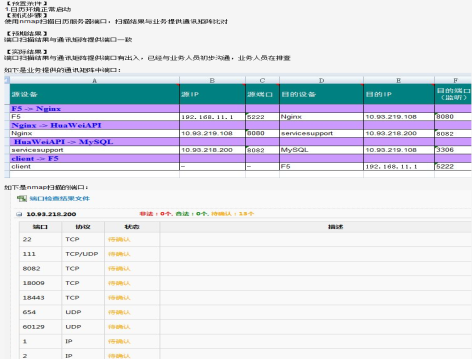 【预置条件】
1.日历环境正常启动
【测试步骤】
使用nmap扫描日历服务器端口，扫描结果与业务提供通讯矩阵比对
【预期结果】
端口扫描结果与通讯矩阵提供端口一致
【实际结果】
端口扫描结果与通讯矩阵提供端口有出入，已经与业务人员初步沟通，业务人员在排查
如下是业务提供的通讯矩阵中端口：
A B C D E F
源设备 源IP 源端口 目的设备 目的IP 目的端口（监听）
F5 -> Nginx
F5 192.168.11.1 5222 Nginx 10.93.219.108 8080
Nginx -> HuaWeiAPI
Nginx 10.93.219.108 8080 servicesupport 10.93.218.200 8082
HuaWeiAPI -> MySQL
servicesupport 10.93.218.200 8082 MySQL 10.93.219.108 3306
client -> F5
client - - F5 192.168.11.1 5222
如下是nmap扫描的端口：
端口检查结果文件
10.93.218.200 非法：0个, 合法：0个, 待确认：14个
端口 协议 状态 描述
22 TCP 待确认
111 TCP/UDP 待确认
8082 TCP 待确认
18009 TCP 待确认
18443 TCP 待确认
654 UDP 待确认
60129 UDP 待确认
1 IP 待确认
2 IP 待确认